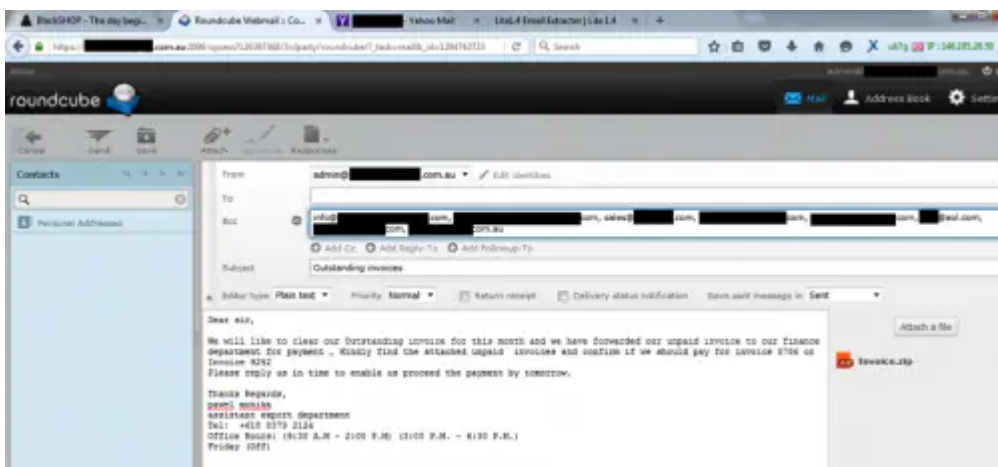 BlackSHOP - The day begi...
Roundcube Webmail :: Co...
- Yahoo Mail
Lite1.4 Email Extractor | Lite 1.4
https://
.com.au
Search
roundcube
Mail
Address Book
Cancel
Send
Save
Attach
Responses
Contacts
Personal Addresses
From
admin@ .com.au
Edit identities
To
Bcc
info@ .com, .com, sales@ .com, .com, .com, @aol.com,
.com, .com.au
Add Cc Add Reply-To Add Followup-To
Subject
Outstanding invoices
Editor type Plain text Priority Normal Return receipt Delivery status notification Save sent message in Sent
Dear sir,
We will like to clear our Outstanding invoice for this month and we have forwarded our unpaid invoice to our finance
department for payment , Kindly find the attached unpaid invoices and confirm if we should pay for invoice or
Invoice
Please reply us in time to enable us proceed the payment by tomorrow.
Thanks Regards,
assistant export department
Office Hours: (9:30 A.M - 2:00 P.M) (3:00 P.M. - 6:30 P.M.)
Friday (Off)
Attach a file
Invoice.zip